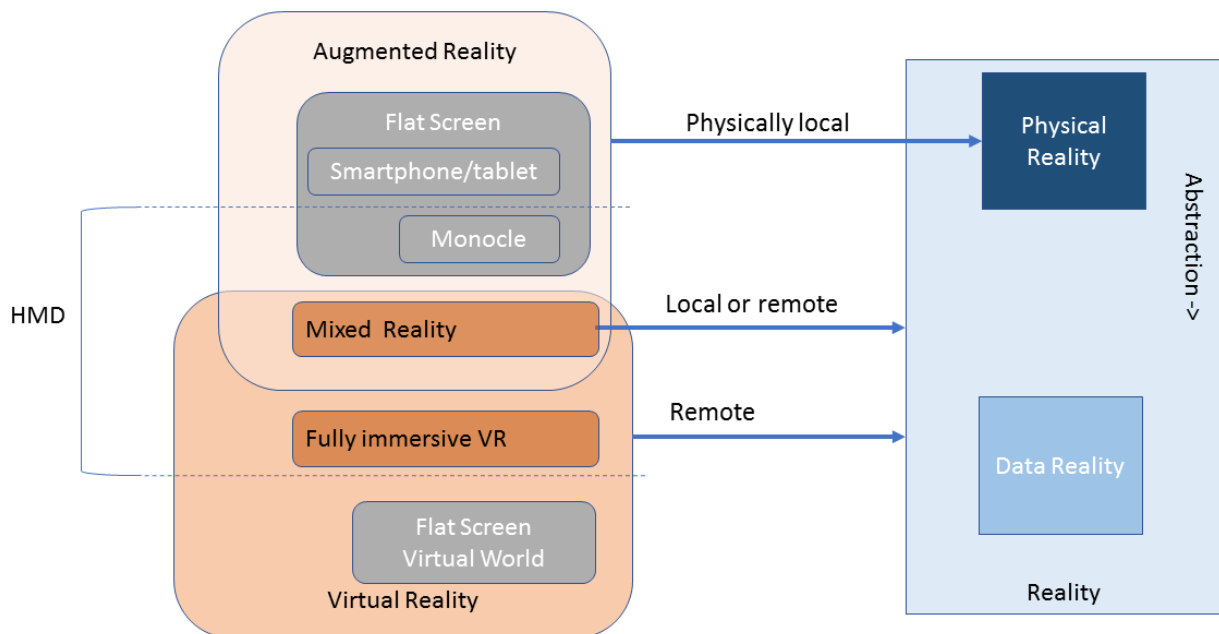 Augmented Reality
Flat Screen
Smartphone/tablet
Monocle
HMD
Mixed Reality
Fully immersive VR
Flat Screen
Virtual World
Virtual Reality
Physically local
Local or remote
Remote
Physical
Reality
Abstraction ->
Data Reality
Reality